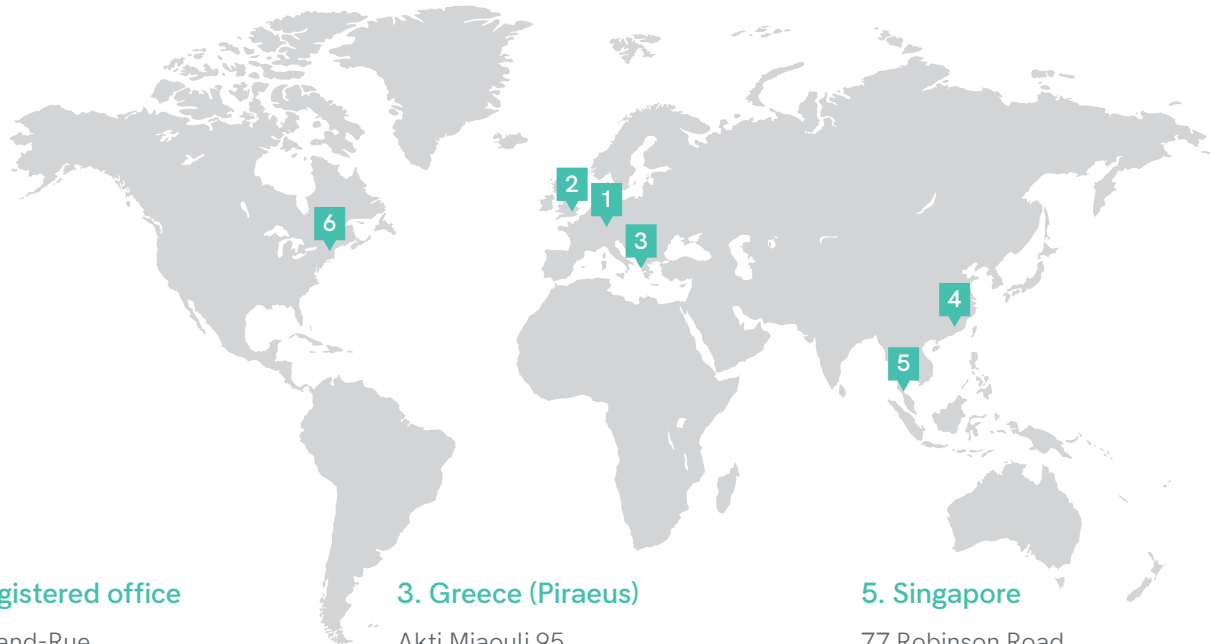 2
1
6
3
4
5
gistered office
3. Greece (Piraeus)
5. Singapore
and-Rue
Akti Miaouli 95
77 Robinson Road